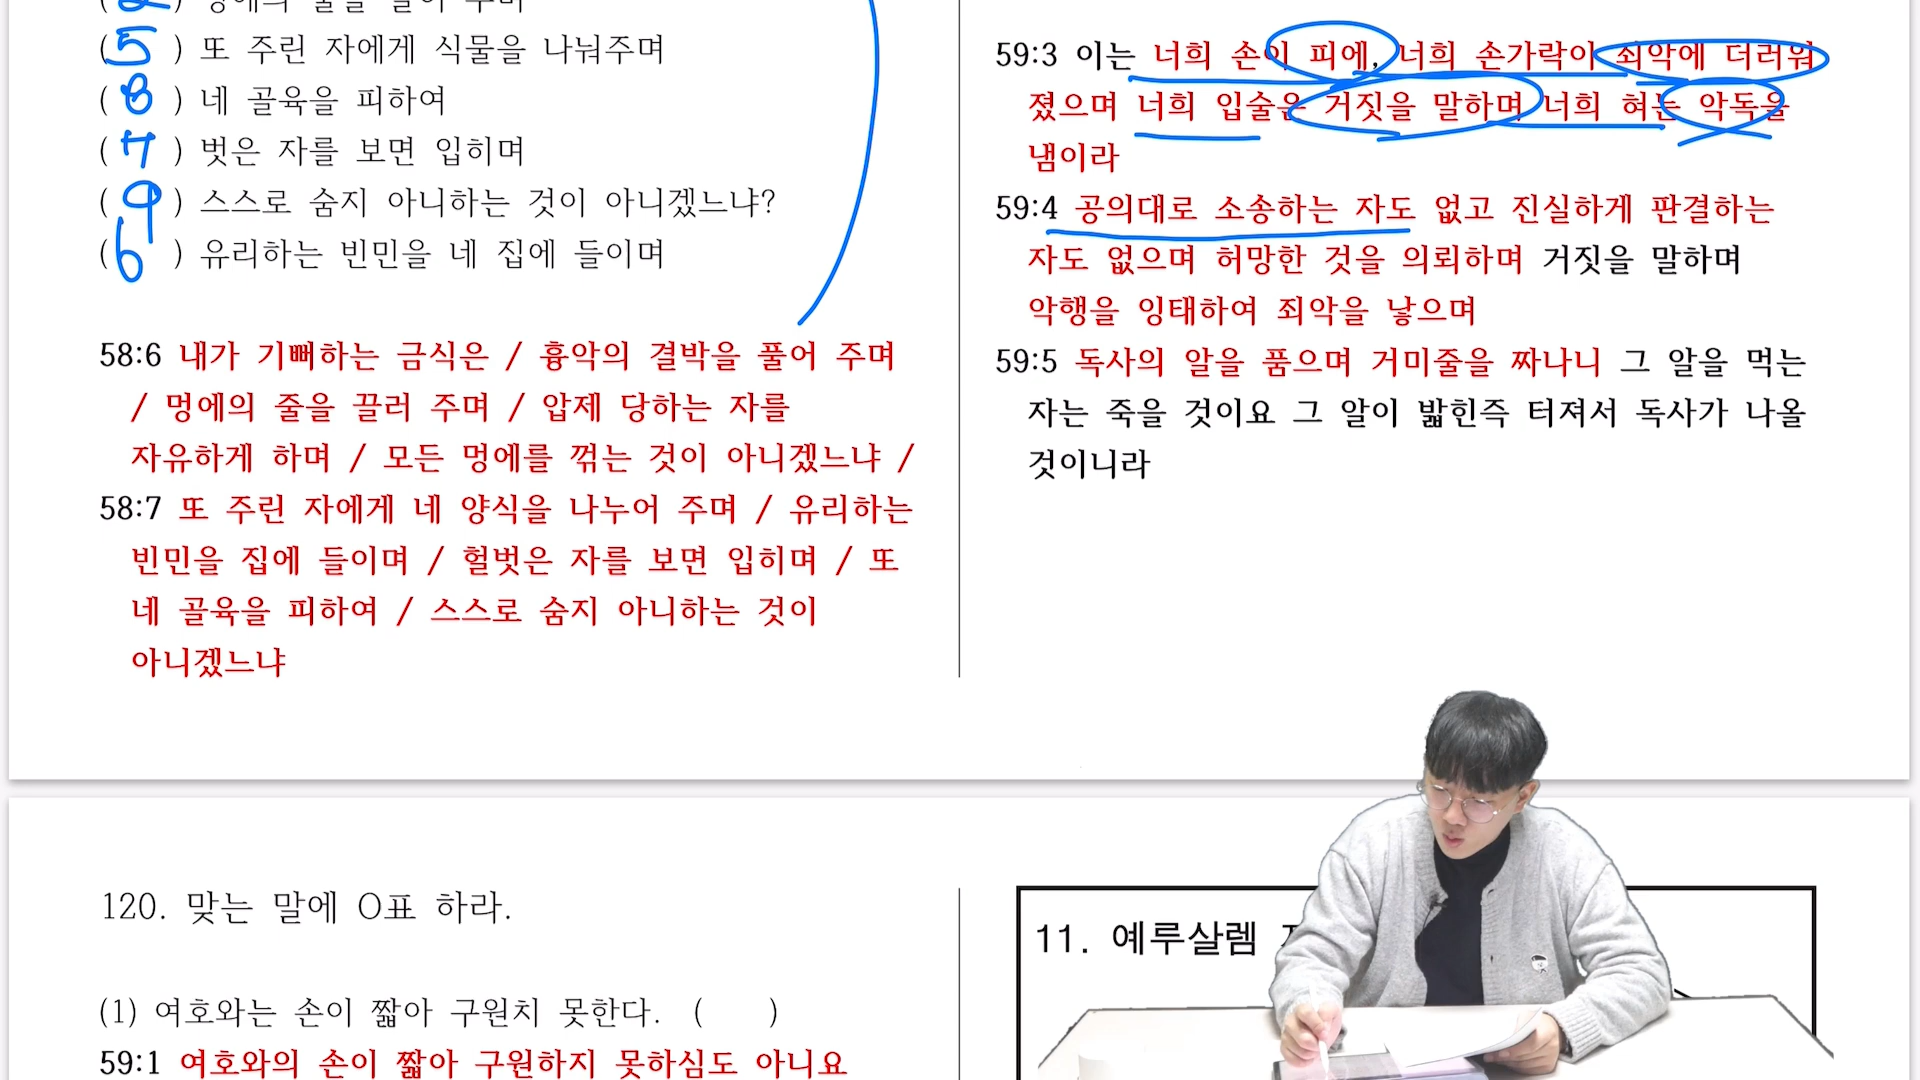 (2) 멍에의 줄을 끌러 주며
(5) 또 주린 자에게 식물을 나눠주며
(8) 네 골육을 피하여
(7) 벗은 자를 보면 입히며
(9) 스스로 숨지 아니하는 것이 아니겠느냐?
(6) 유리하는 빈민을 네 집에 들이며
58:6 내가 기뻐하는 금식은 / 흉악의 결박을 풀어 주며
/ 멍에의 줄을 끌러 주며 / 압제 당하는 자를
자유하게 하며 / 모든 멍에를 꺾는 것이 아니겠느냐 /
58:7 또 주린 자에게 네 양식을 나누어 주며 / 유리하는
빈민을 집에 들이며 / 헐벗은 자를 보면 입히며 / 또
네 골육을 피하여 / 스스로 숨지 아니하는 것이
아니겠느냐
59:3 이는 너희 손이 피에, 너희 손가락이 죄악에 더러워
졌으며 너희 입술은 거짓을 말하며 너희 혀는 악독을
냄이라
59:4 공의대로 소송하는 자도 없고 진실하게 판결하는
자도 없으며 허망한 것을 의뢰하며 거짓을 말하며
악행을 잉태하여 죄악을 낳으며
59:5 독사의 알을 품으며 거미줄을 짜나니 그 알을 먹는
자는 죽을 것이요 그 알이 밟힌즉 터져서 독사가 나올
것이니라
120. 맞는 말에 O표 하라.
(1) 여호와는 손이 짧아 구원치 못한다. ( )
59:1 여호와의 손이 짧아 구원하지 못하심도 아니요
11. 예루살렘